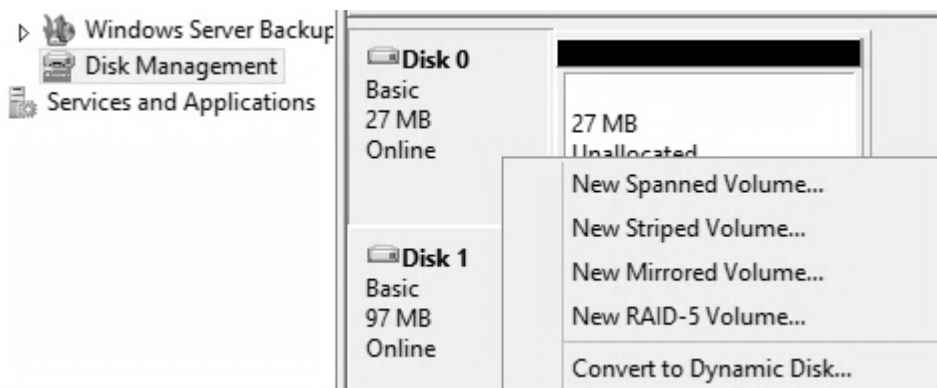 Windows Server Backup
Disk Management
Services and Applications
Disk 0
Basic
27 MB
Online
27 MB
Unallocated
New Spanned Volume...
New Striped Volume...
New Mirrored Volume...
New RAID-5 Volume...
Convert to Dynamic Disk...
Disk 1
Basic
97 MB
Online